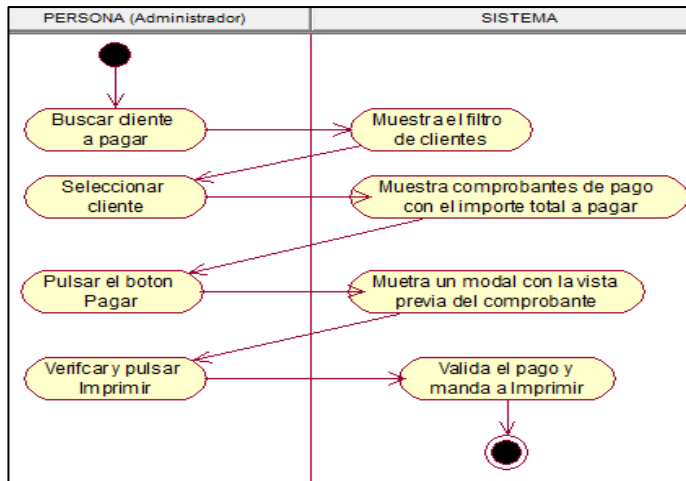 PERSONA (Administrador)
SISTEMA
Buscar cliente
a pagar
Muestra el filtro
de clientes
Seleccionar
cliente
Muestra comprobantes de pago
con el importe total a pagar
Pulsar el boton
Pagar
Muetra un modal con la vista
previa del comprobante
Verifcar y pulsar
Imprimir
Valida el pago y
manda a Imprimir